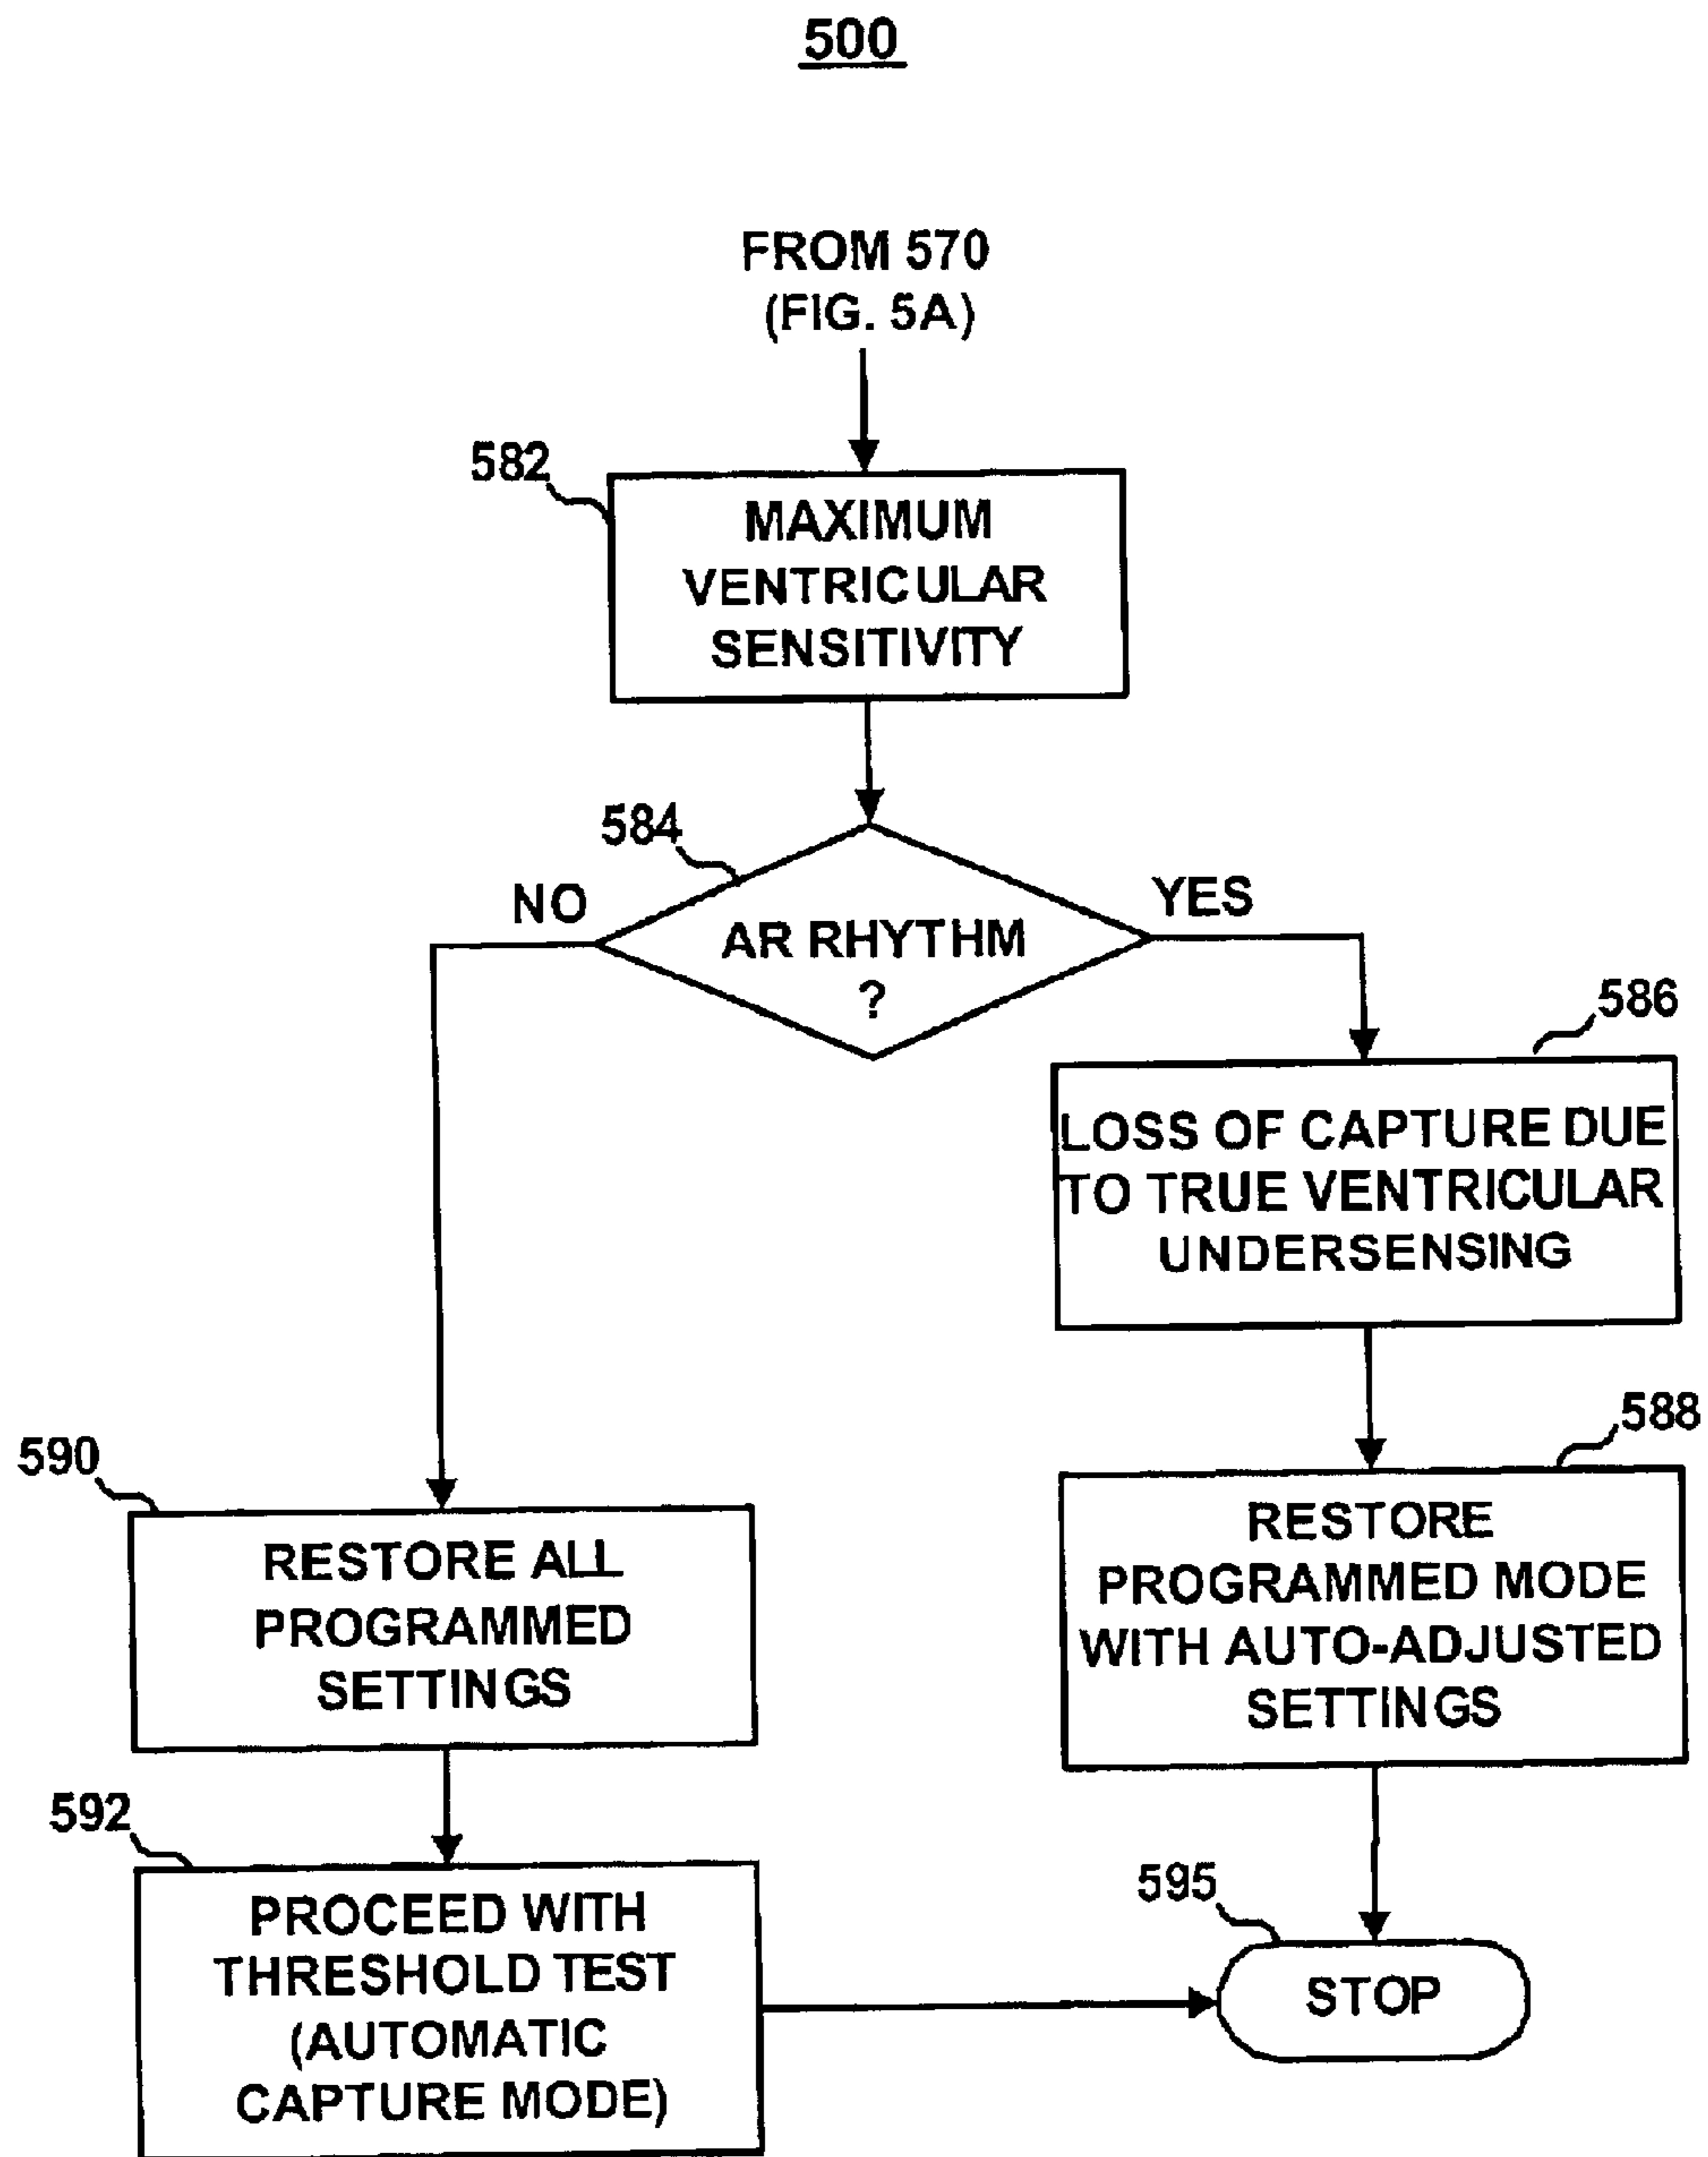 500
FROM 570
(FIG. 5A)
582
MAXIMUM
VENTRICULAR
SENSITIVITY
584
NO
YES
AR RHYTHM
?
586
LOSS OF CAPTURE DUE
TO TRUE VENTRICULAR
UNDERSENSING
588
RESTORE
PROGRAMMED MODE
WITH AUTO-ADJUSTED
SETTINGS
590
RESTORE ALL
PROGRAMMED
SETTINGS
592
PROCEED WITH
THRESHOLD TEST
(AUTOMATIC
CAPTURE MODE)
595
STOP